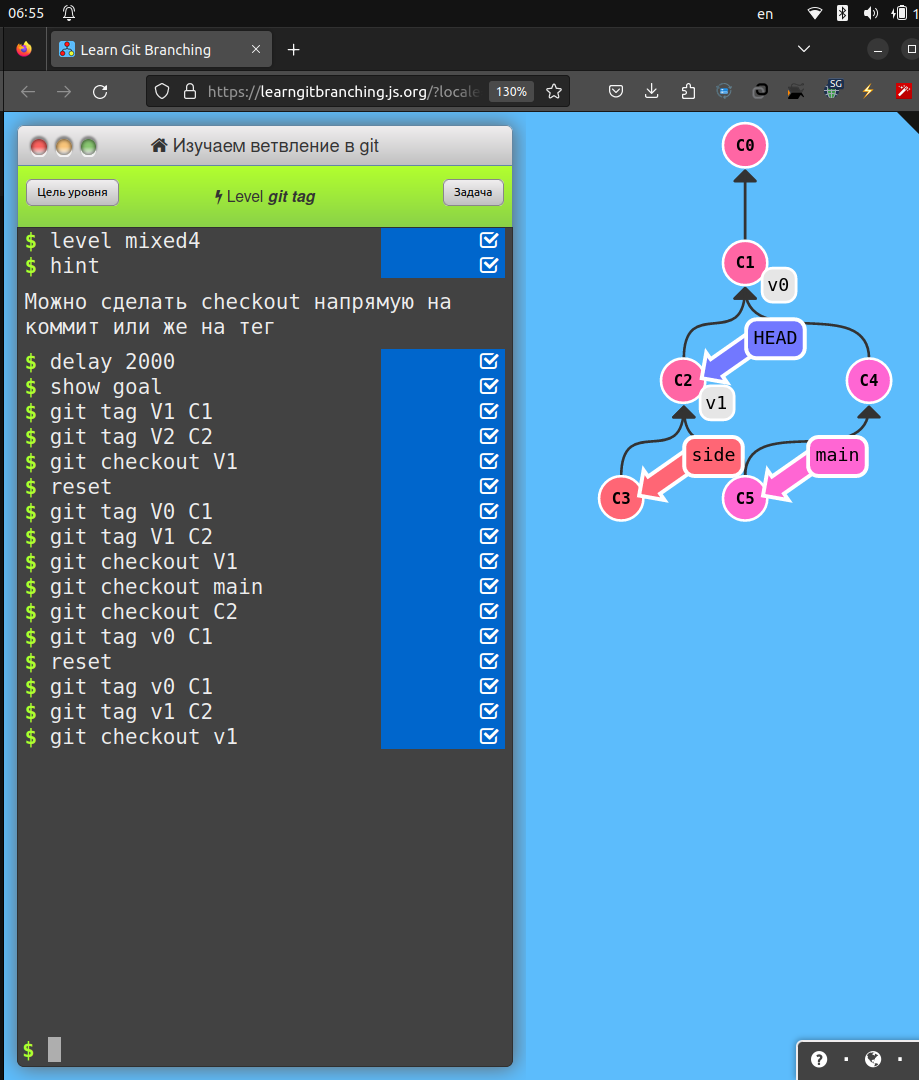 06:55
en
1
Learn Git Branching
https://learngitbranching.js.org/?locale
130%
SG
Изучаем ветвление в git
Цель уровня
Level git tag
Задача
$ level mixed4
$ hint
Можно сделать checkout напрямую на
коммит или же на тег
$ delay 2000
$ show goal
$ git tag V1 C1
$ git tag V2 C2
$ git checkout V1
$ reset
$ git tag V0 C1
$ git tag V1 C2
$ git checkout V1
$ git checkout main
$ git checkout C2
$ git tag v0 C1
$ reset
$ git tag v0 C1
$ git tag v1 C2
$ git checkout v1
$
C0
C1
v0
HEAD
C2
C4
v1
side
main
C3
C5